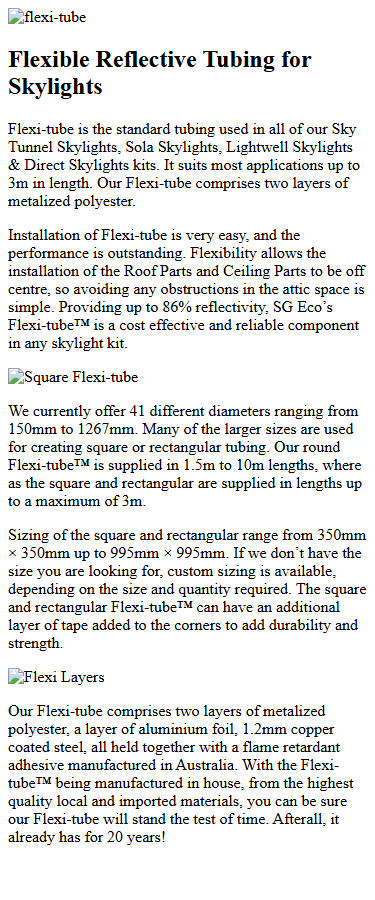 flexi-tube
Flexible Reflective Tubing for
Skylights
Flexi-tube is the standard tubing used in all of our Sky
Tunnel Skylights, Sola Skylights, Lightwell Skylights
& Direct Skylights kits. It suits most applications up to
3m in length. Our Flexi-tube comprises two layers of
metalized polyester.
Installation of Flexi-tube is very easy, and the
performance is outstanding. Flexibility allows the
installation of the Roof Parts and Ceiling Parts to be off
centre, so avoiding any obstructions in the attic space is
simple. Providing up to 86% reflectivity, SG Eco’s
Flexi-tube™ is a cost effective and reliable component
in any skylight kit.
Square Flexi-tube
We currently offer 41 different diameters ranging from
150mm to 1267mm. Many of the larger sizes are used
for creating square or rectangular tubing. Our round
Flexi-tube™ is supplied in 1.5m to 10m lengths, where
as the square and rectangular are supplied in lengths up
to a maximum of 3m.
Sizing of the square and rectangular range from 350mm
× 350mm up to 995mm × 995mm. If we don’t have the
size you are looking for, custom sizing is available,
depending on the size and quantity required. The square
and rectangular Flexi-tube™ can have an additional
layer of tape added to the corners to add durability and
strength.
Flexi Layers
Our Flexi-tube comprises two layers of metalized
polyester, a layer of aluminium foil, 1.2mm copper
coated steel, all held together with a flame retardant
adhesive manufactured in Australia. With the Flexi-
tube™ being manufactured in house, from the highest
quality local and imported materials, you can be sure
our Flexi-tube will stand the test of time. Afterall, it
already has for 20 years!